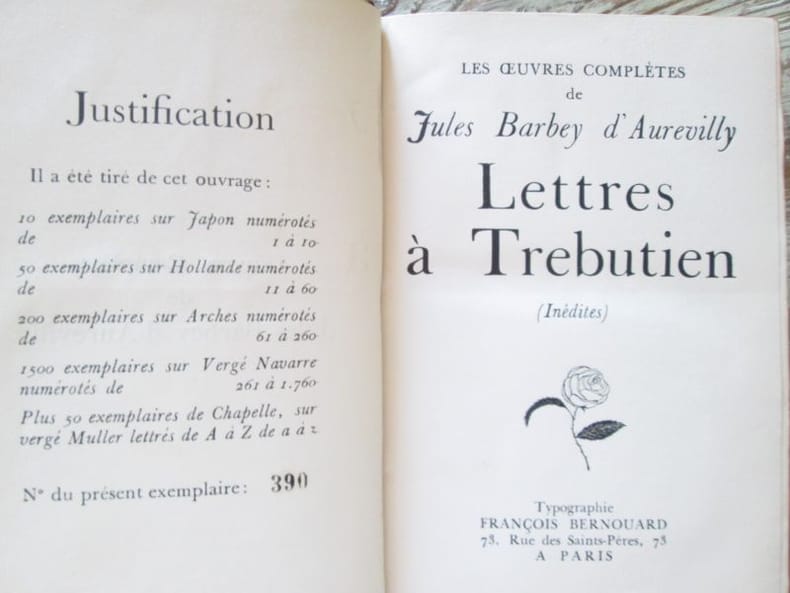 Justification
Il a été tiré de cet ouvrage :
10 exemplaires sur Japon numérotés
de 1 à 10
50 exemplaires sur Hollande numérotés
de 11 à 60
200 exemplaires sur Arches numérotés
de 61 à 260
1500 exemplaires sur Vergé Navarre
numérotés de 261 à 1.760
Plus 50 exemplaires de Chapelle, sur
vergé Muller lettrés de A à Z de a à z
Nº du présent exemplaire : 390
LES ŒUVRES COMPLÈTES
de
Jules Barbey d'Aurevilly
Lettres
à Trebutien
(Inédites)
Typographie
FRANÇOIS BERNOUARD
73, Rue des Saints-Pères, 73
A PARIS